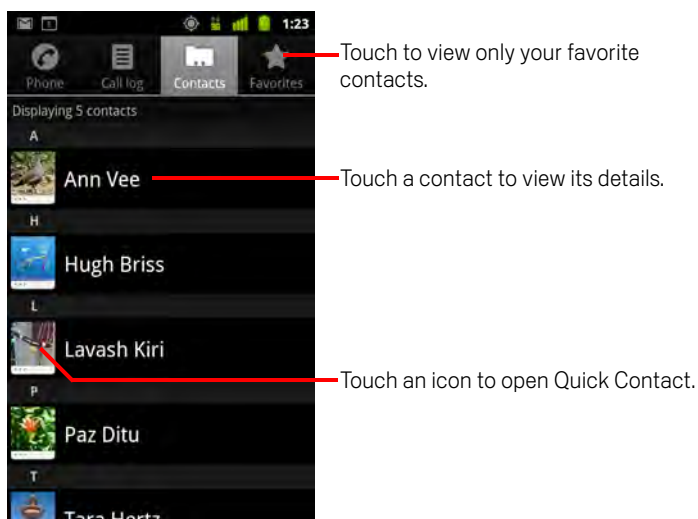 1:23
Phone Call log Contacts Favorites
Touch to view only your favorite
contacts.
Displaying 5 contacts
A
Ann Vee
Touch a contact to view its details.
H
Hugh Briss
L
Lavash Kiri
Touch an icon to open Quick Contact.
P
Paz Ditu
T
Tara Hertz